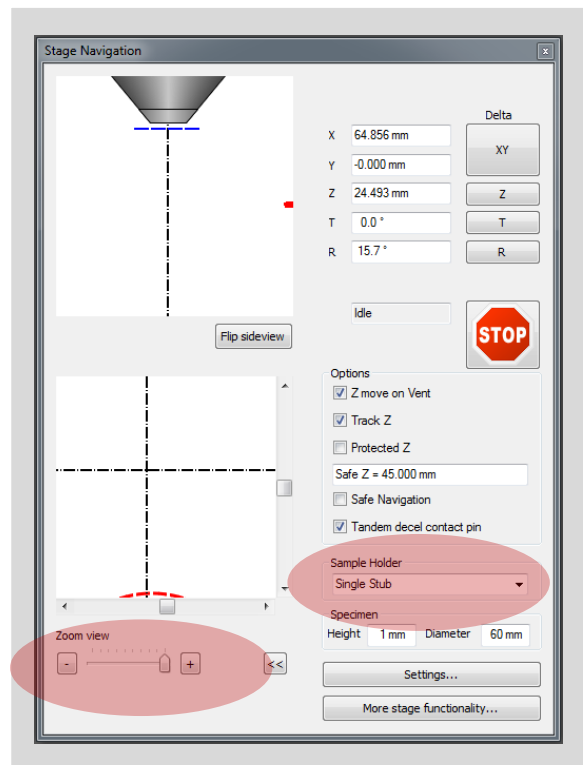 Stage Navigation
x
Delta
X 64.856 mm XY
Y -0.000 mm
Z 24.493 mm Z
T 0.0 ° T
R 15.7 ° R
Idle
STOP
Flip sideview
Options
Z move on Vent
Track Z
Protected Z
Safe Z = 45.000 mm
Safe Navigation
Tandem decel contact pin
Sample Holder
Single Stub
Zoom view
- + <<
Specimen
Height 1 mm Diameter 60 mm
Settings...
More stage functionality...